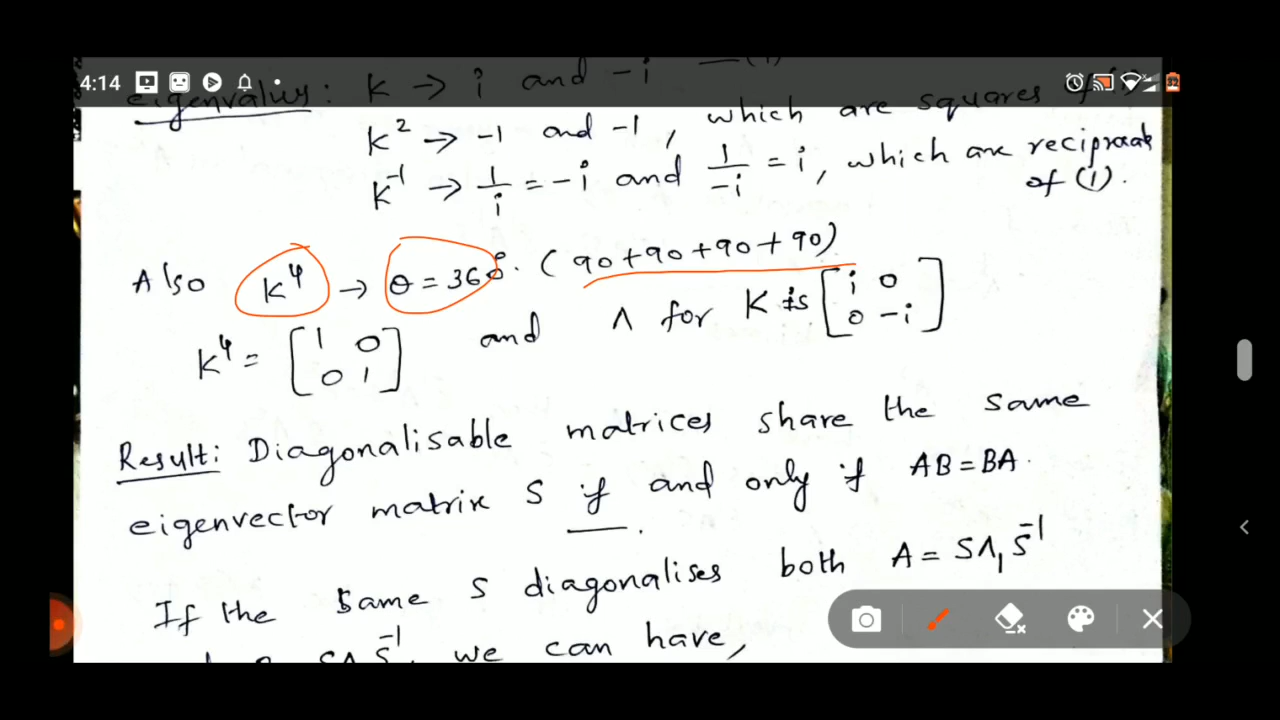 4:14
eigenvalues: K → i and -i -(1)
K² → -1 and -1, which are squares of (1)
K⁻¹ → 1/i = -i and 1/-i = i, which are reciprocals
of (1).
Also K⁴ → θ = 360°. (90+90+90+90)
K⁴ = [1 0 0 1] and Λ for K is [i 0 0 -i]
Result: Diagonalisable matrices share the same
eigenvector matrix S if and only if AB = BA.
If the same S diagonalises both A = SΛ₁S⁻¹
S⁻¹, we can have,